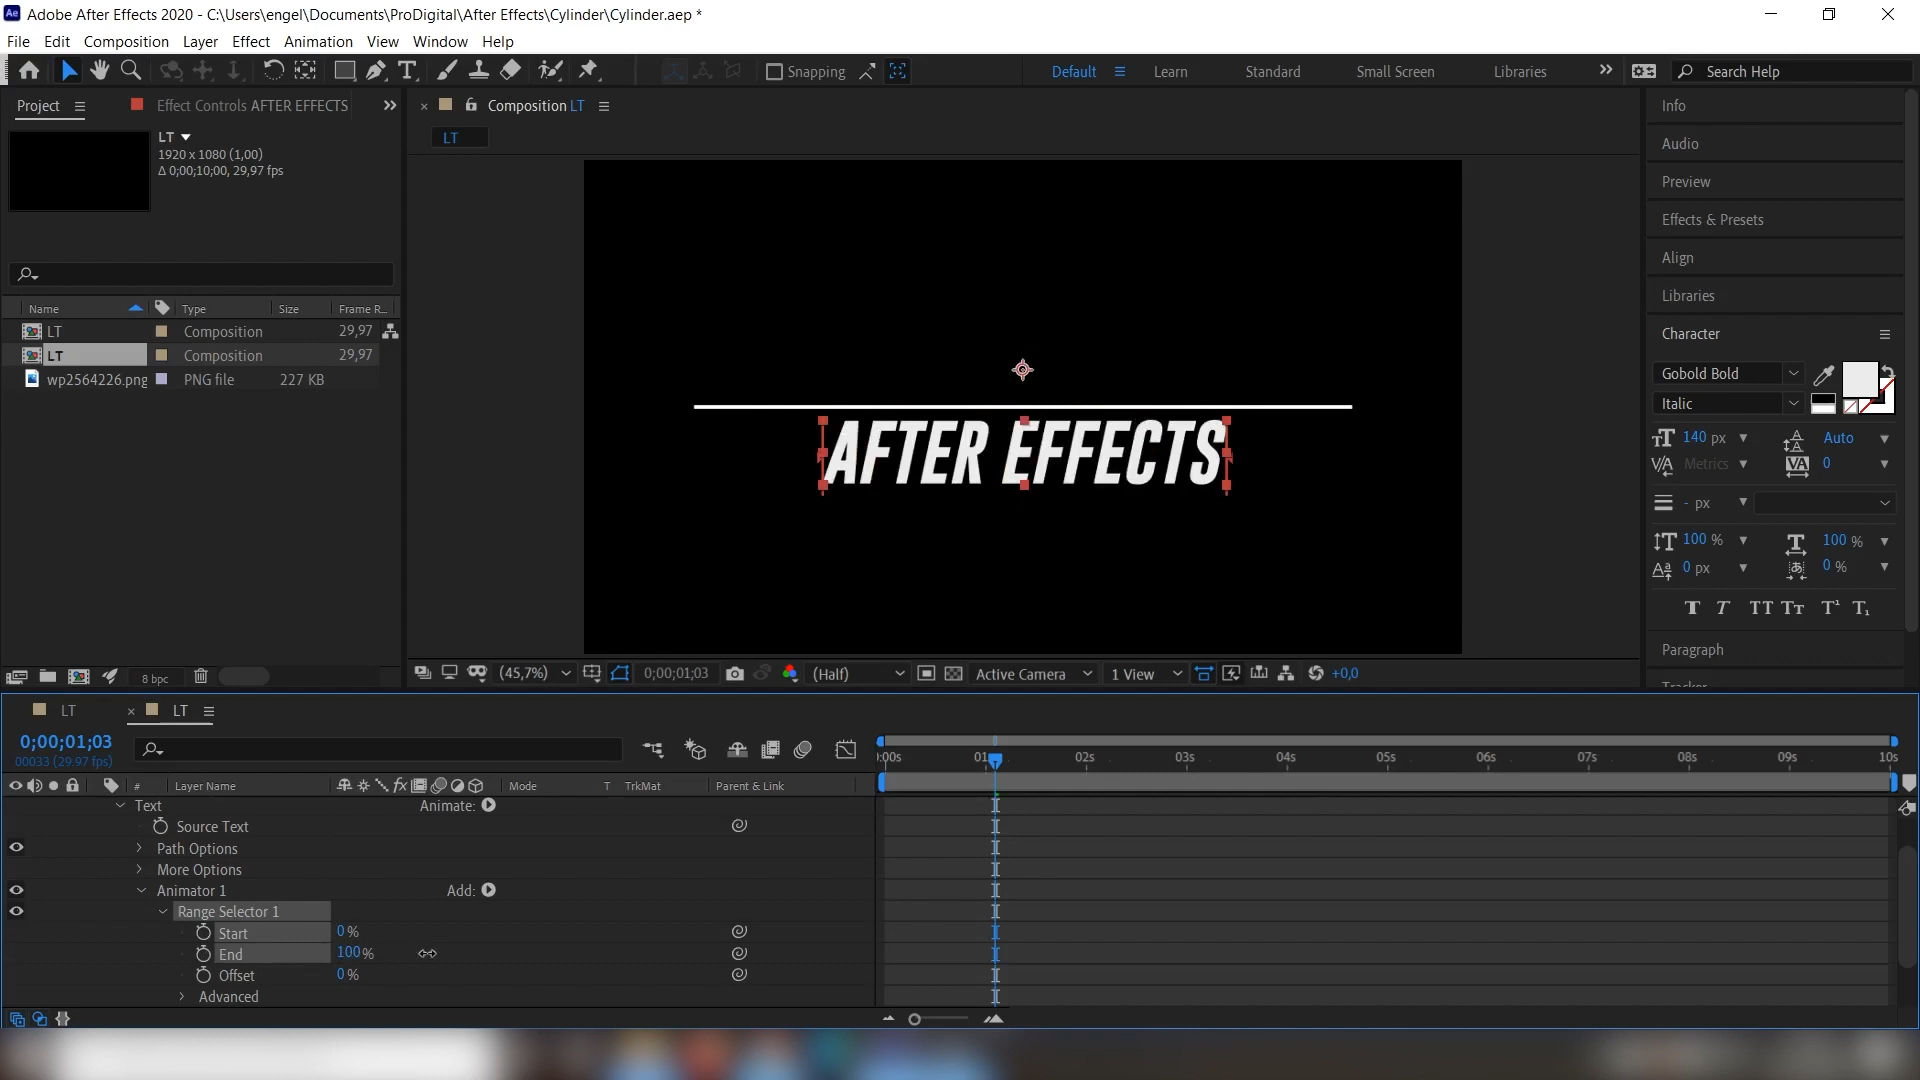 Adobe After Effects 2020 - C:\Users\engel\Documents\ProDigital\After Effects\Cylinder\Cylinder.aep *
File Edit Composition Layer Effect Animation View Window Help
Snapping
Default Learn Standard Small Screen Libraries
Search Help
Project Effect Controls AFTER EFFECTS
LT
1920 x 1080 (1,00)
Δ 0;00;10;00, 29,97 fps
Name Type Size Frame R...
LT Composition 29,97
LT Composition 29,97
wp2564226.png PNG file 227 KB
8 bpc
Composition LT
LT
AFTER EFFECTS
(45,7%) 0;00;01;03 (Half) Active Camera 1 View +0,0
Info
Audio
Preview
Effects & Presets
Align
Libraries
Character
Gobold Bold
Italic
140 px Auto
Metrics 0
- px
100 % 100 %
0 px 0 %
T T TT Tт T¹ T₁
Paragraph
LT LT
0;00;01;03
00033 (29.97 fps)
# Layer Name Mode T TrkMat Parent & Link
Text Animate:
Source Text
Path Options
More Options
Animator 1 Add:
Range Selector 1
Start 0 %
End 100 %
Offset 0 %
Advanced
):00s 01 02s 03s 04s 05s 06s 07s 08s 09s 10s